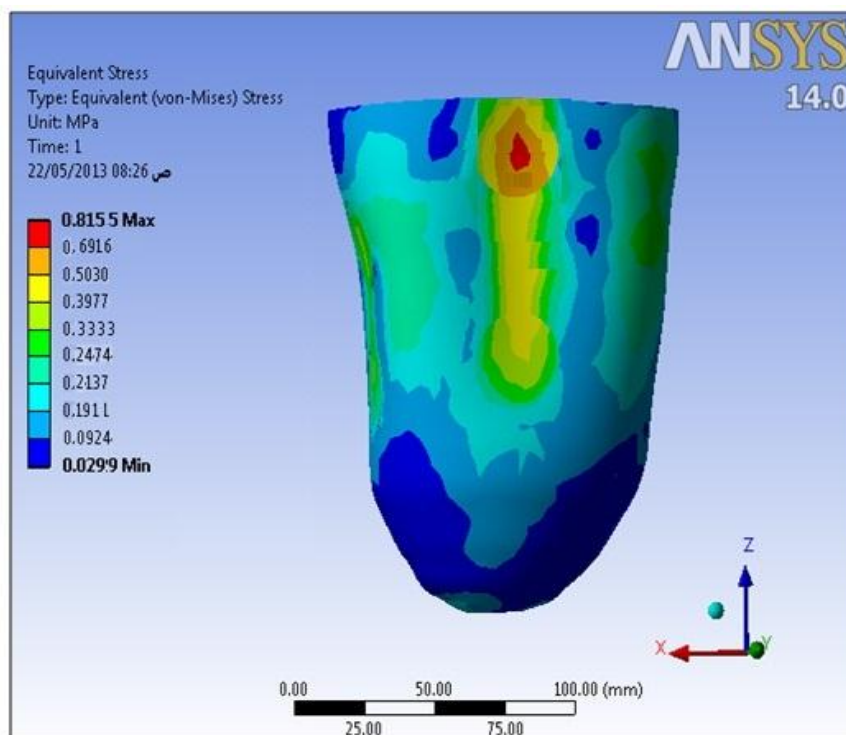 ANSYS
14.0
Equivalent Stress
Type: Equivalent (von-Mises) Stress
Unit: MPa
Time: 1
22/05/2013 08:26 ص
0.8155 Max
0.6916
0.5030
0.3977
0.3333
0.2474
0.2137
0.1911
0.0924
0.0299 Min
Z
X
Y
0.00 50.00 100.00 (mm)
25.00 75.00